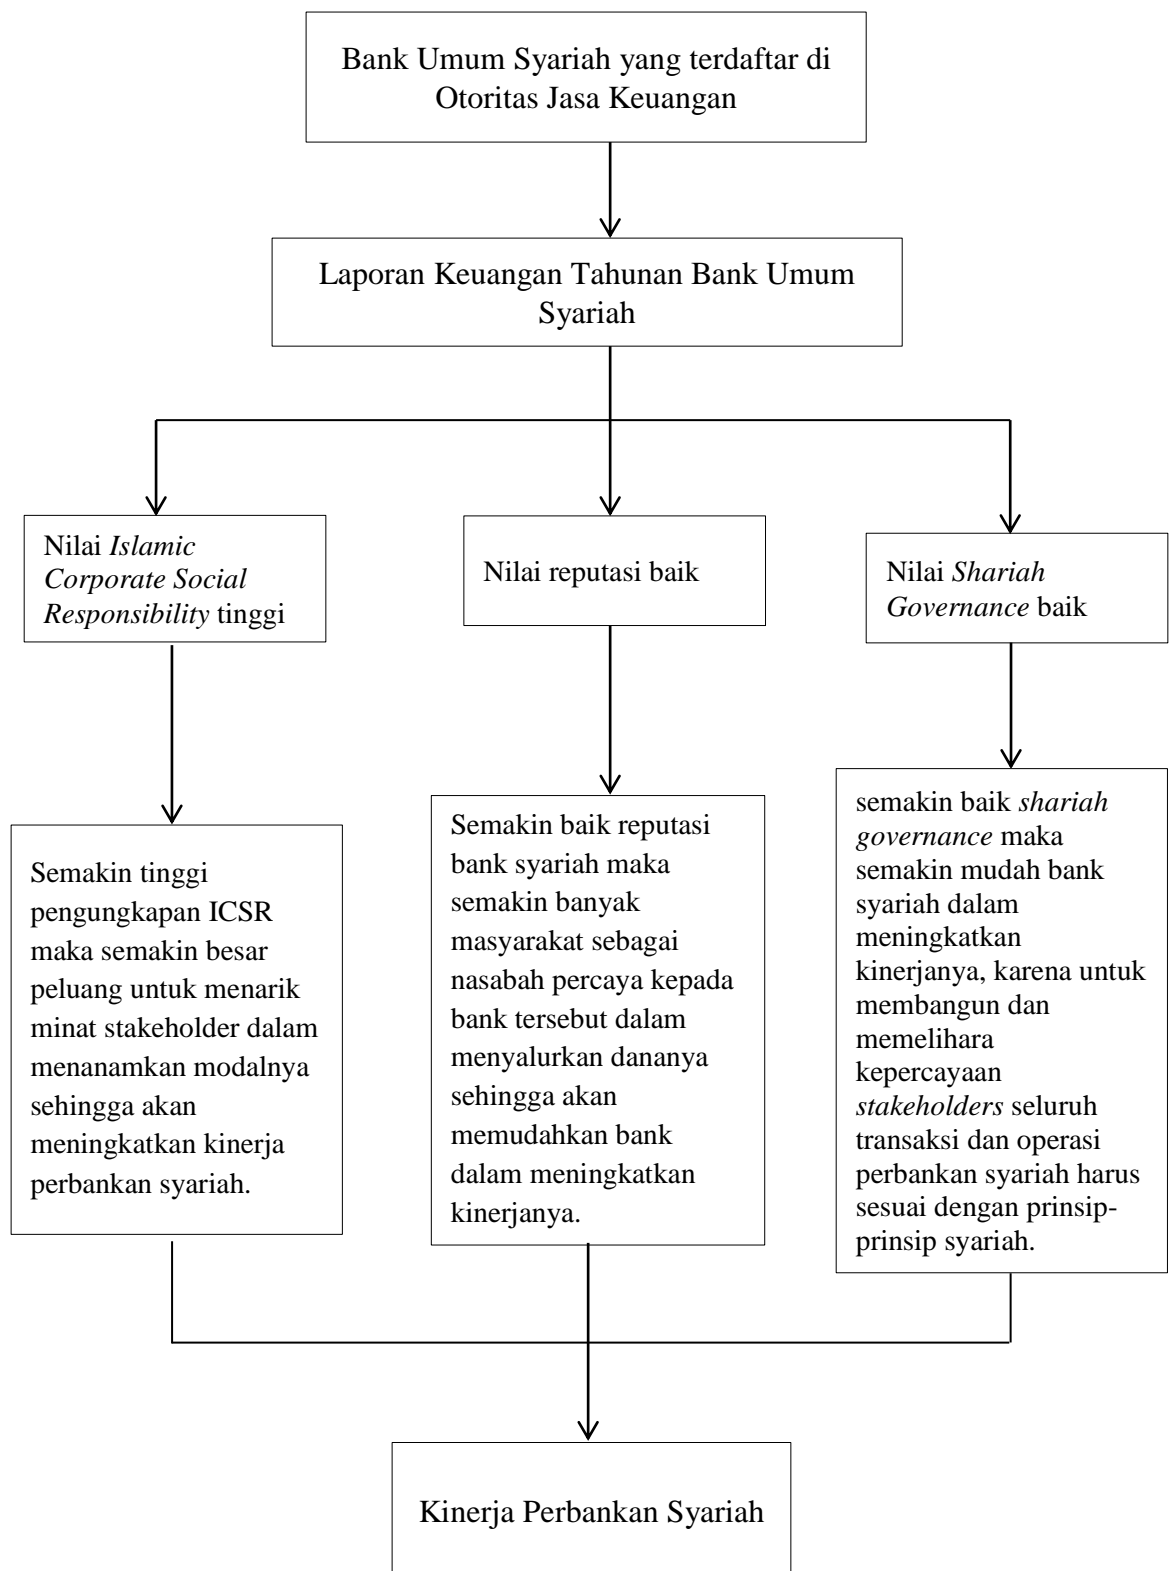 Bank Umum Syariah yang terdaftar di
Otoritas Jasa Keuangan
Laporan Keuangan Tahunan Bank Umum
Syariah
Nilai Islamic
Corporate Social
Responsibility tinggi
Nilai reputasi baik
Nilai Shariah
Governance baik
Semakin tinggi
pengungkapan ICSR
maka semakin besar
peluang untuk menarik
minat stakeholder dalam
menanamkan modalnya
sehingga akan
meningkatkan kinerja
perbankan syariah.
Semakin baik reputasi
bank syariah maka
semakin banyak
masyarakat sebagai
nasabah percaya kepada
bank tersebut dalam
menyalurkan dananya
sehingga akan
memudahkan bank
dalam meningkatkan
kinerjanya.
semakin baik shariah
governance maka
semakin mudah bank
syariah dalam
meningkatkan
kinerjanya, karena untuk
membangun dan
memelihara
kepercayaan
stakeholders seluruh
transaksi dan operasi
perbankan syariah harus
sesuai dengan prinsip-
prinsip syariah.
Kinerja Perbankan Syariah